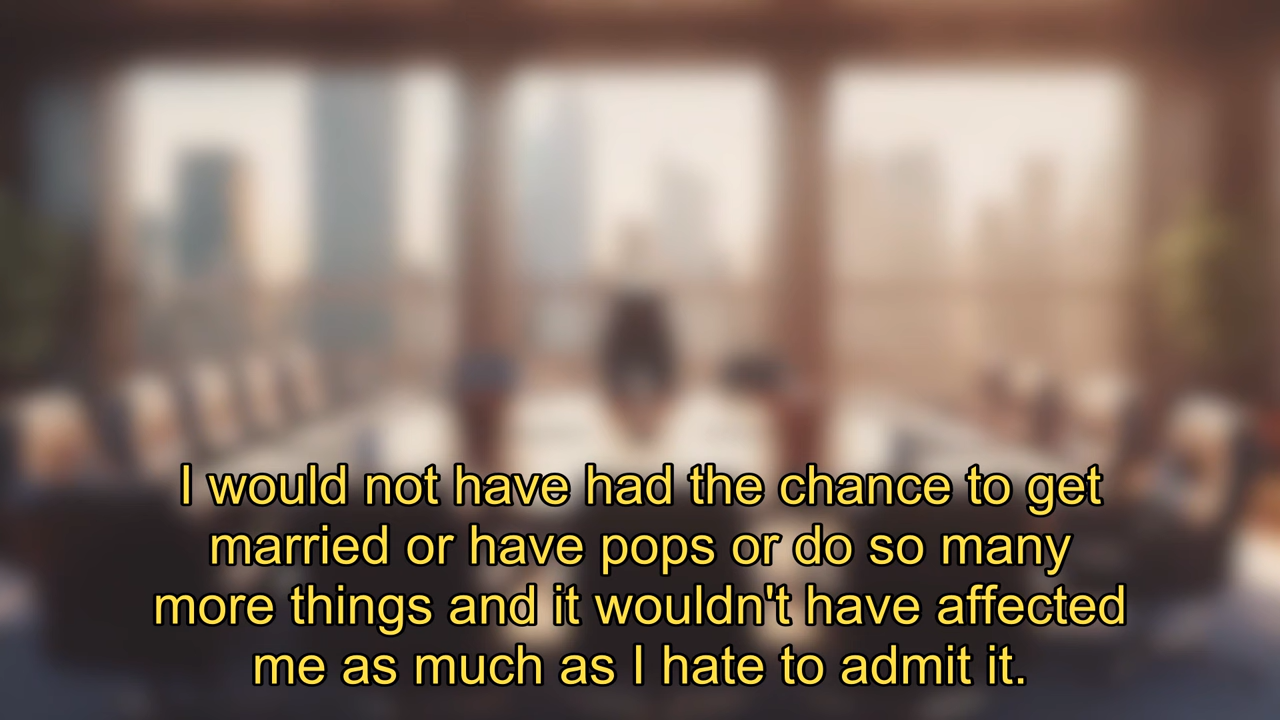 I would not have had the chance to get
married or have pops or do so many
more things and it wouldn't have affected
me as much as I hate to admit it.